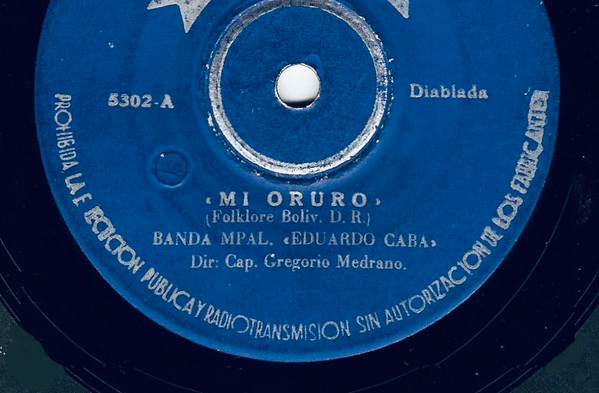 5302-A
Diablada
«MI ORURO»
(Folklore Boliv. D. R.)
BANDA MPAL. «EDUARDO CABA»
Dir: Cap. Gregorio Medrano.
PROHIBIDA LA EJECUCION PUBLICA Y RADIOTRANSMISION SIN AUTORIZACION DE LOS FABRICANTES